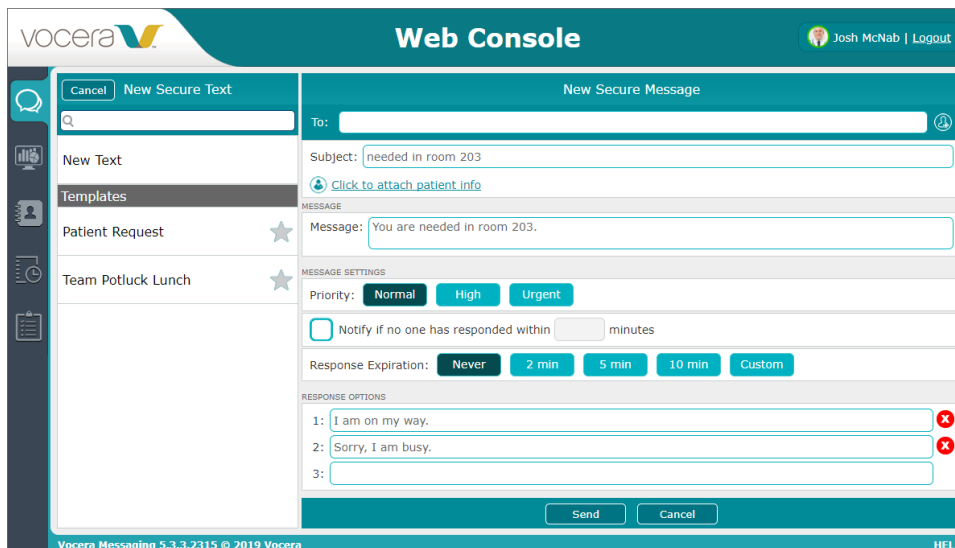 vocera
Web Console
Josh McNab | Logout
Cancel New Secure Text
New Text
Templates
Patient Request
Team Potluck Lunch
New Secure Message
To:
Subject: needed in room 203
Click to attach patient info
MESSAGE
Message: You are needed in room 203.
MESSAGE SETTINGS
Priority: Normal High Urgent
Notify if no one has responded within minutes
Response Expiration: Never 2 min 5 min 10 min Custom
RESPONSE OPTIONS
1: I am on my way.
2: Sorry, I am busy.
3:
Send Cancel
Vocera Messaging 5.3.3.2315 © 2019 Vocera
HEL